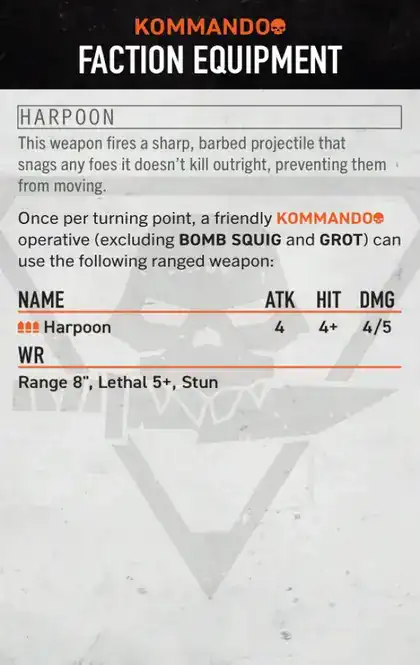 KOMMANDO
FACTION EQUIPMENT
HARPOON
This weapon fires a sharp, barbed projectile that
snags any foes it doesn't kill outright, preventing them
from moving.
Once per turning point, a friendly KOMMANDO
operative (excluding BOMB SQUIG and GROT) can
use the following ranged weapon:
NAME ATK HIT DMG
Harpoon 4 4+ 4/5
WR
Range 8", Lethal 5+, Stun